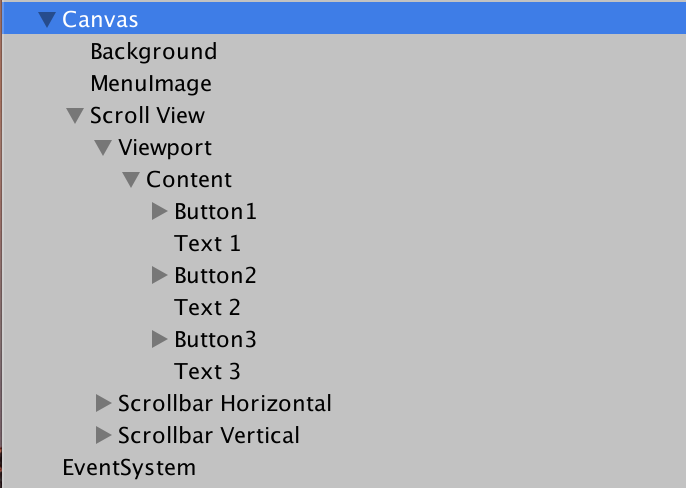 Canvas
Background
MenuImage
Scroll View
Viewport
Content
Button1
Text 1
Button2
Text 2
Button3
Text 3
Scrollbar Horizontal
Scrollbar Vertical
EventSystem